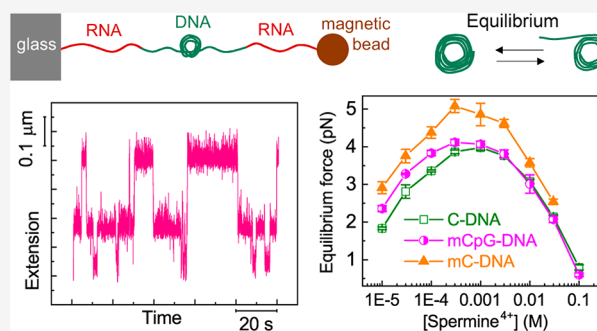 glass
RNA
DNA
RNA
magnetic
bead
Equilibrium
0.1 μm
Extension
Time
20 s
Equilibrium force (pN)
5
4
3
2
1
C-DNA
mCpG-DNA
mC-DNA
1E-5
1E-4
0.001
0.01
0.1
[Spermine⁴⁺] (M)